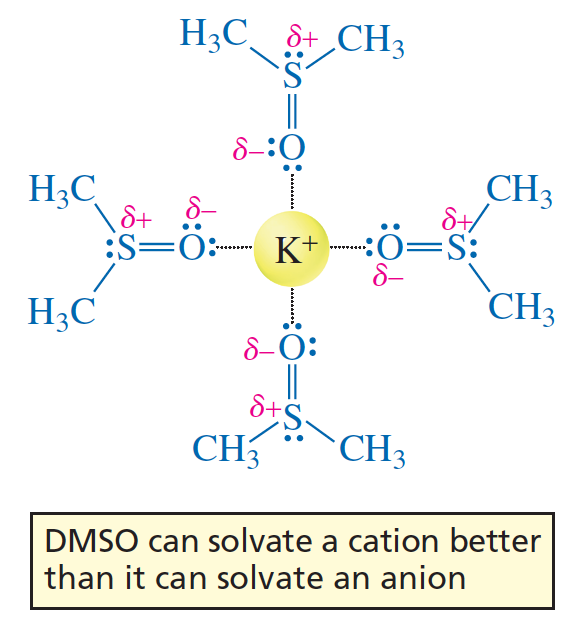 H₃C δ+ CH₃
S
δ– :O:
H₃C δ+ δ– δ+ CH₃
:S=O: K+ :O=S:
δ–
H₃C CH₃
δ– O:
δ+ S
CH₃ CH₃
DMSO can solvate a cation better
than it can solvate an anion